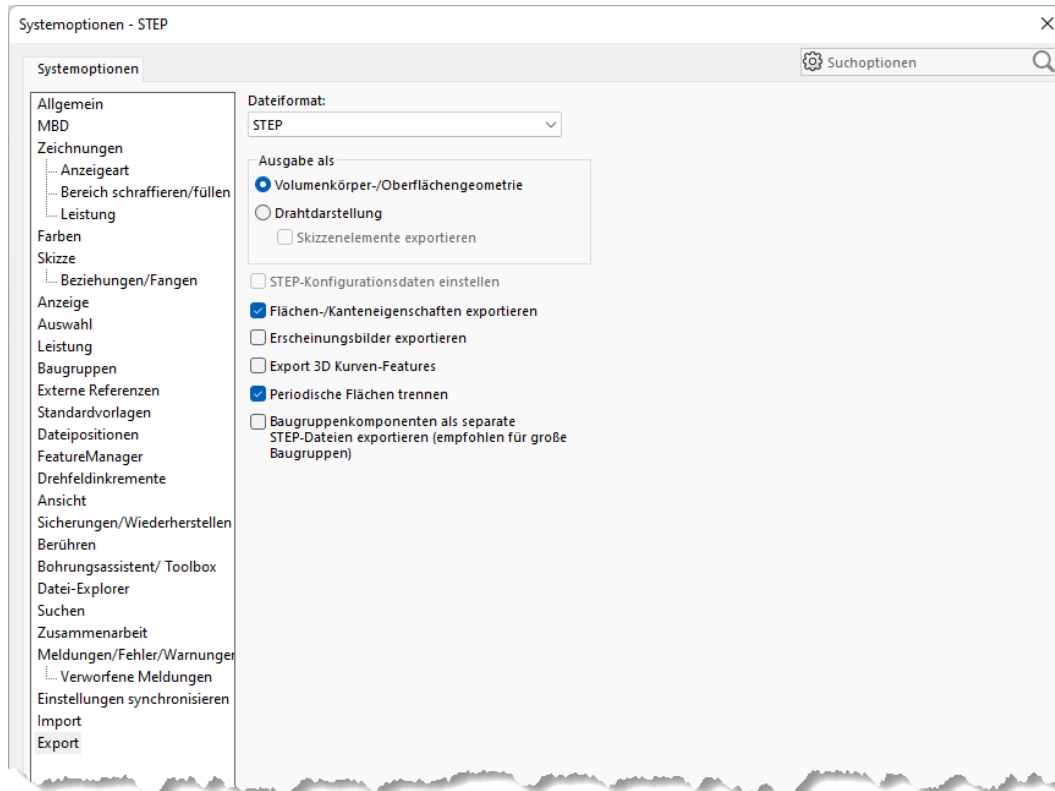 Systemoptionen - STEP
Systemoptionen
Suchoptionen
Allgemein
MBD
Zeichnungen
Anzeigeart
Bereich schraffieren/füllen
Leistung
Farben
Skizze
Beziehungen/Fangen
Anzeige
Auswahl
Leistung
Baugruppen
Externe Referenzen
Standardvorlagen
Dateipositionen
FeatureManager
Drehfeldinkremente
Ansicht
Sicherungen/Wiederherstellen
Berühren
Bohrungsassistent/ Toolbox
Datei-Explorer
Suchen
Zusammenarbeit
Meldungen/Fehler/Warnunger
Verworfene Meldungen
Einstellungen synchronisieren
Import
Export
Dateiformat:
STEP
Ausgabe als
Volumenkörper-/Oberflächengeometrie
Drahtdarstellung
Skizzenelemente exportieren
STEP-Konfigurationsdaten einstellen
Flächen-/Kanteneigenschaften exportieren
Erscheinungsbilder exportieren
Export 3D Kurven-Features
Periodische Flächen trennen
Baugruppenkomponenten als separate
STEP-Dateien exportieren (empfohlen für große
Baugruppen)